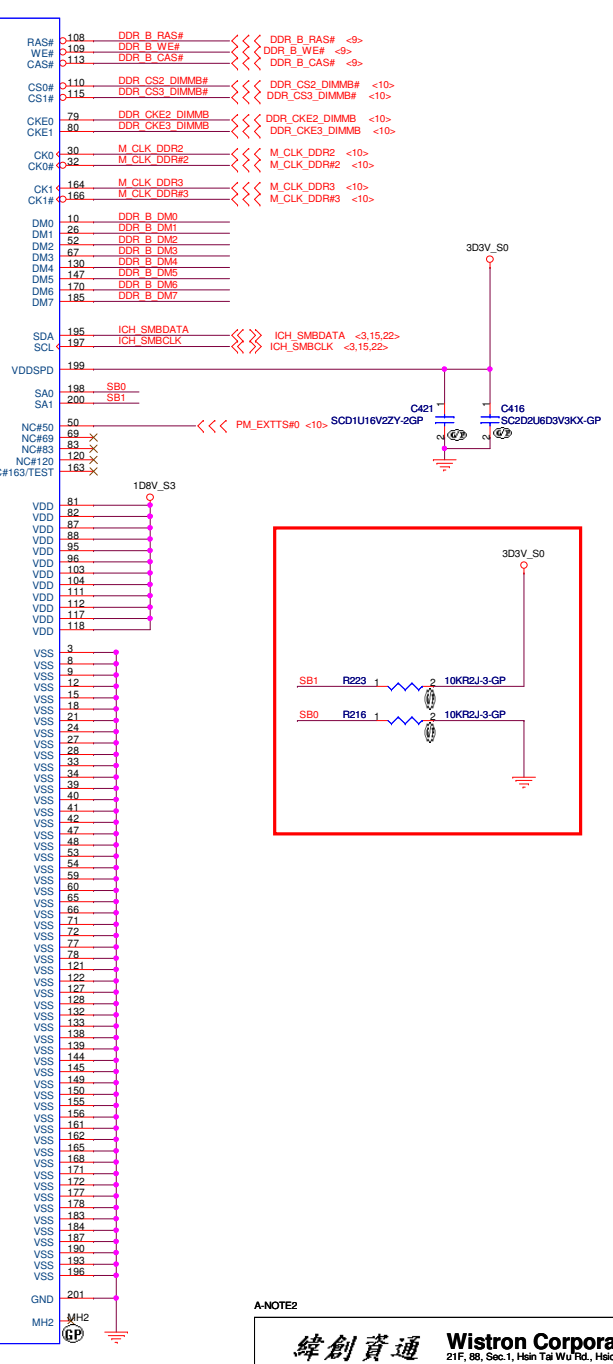 RAS# 108 DDR_B_RAS# DDR_B_RAS# <9>
WE# 109 DDR_B_WE# DDR_B_WE# <9>
CAS# 113 DDR_B_CAS# DDR_B_CAS# <9>
CS0# 110 DDR_CS2_DIMMB# DDR_CS2_DIMMB# <10>
CS1# 115 DDR_CS3_DIMMB# DDR_CS3_DIMMB# <10>
CKE0 79 DDR_CKE2_DIMMB DDR_CKE2_DIMMB <10>
CKE1 80 DDR_CKE3_DIMMB DDR_CKE3_DIMMB <10>
CK0 30 M_CLK_DDR2 M_CLK_DDR2 <10>
CK0# 32 M_CLK_DDR#2 M_CLK_DDR#2 <10>
CK1 164 M_CLK_DDR3 M_CLK_DDR3 <10>
CK1# 166 M_CLK_DDR#3 M_CLK_DDR#3 <10>
DM0 10 DDR_B_DM0
DM1 26 DDR_B_DM1
DM2 52 DDR_B_DM2
DM3 67 DDR_B_DM3
DM4 130 DDR_B_DM4
DM5 147 DDR_B_DM5
DM6 170 DDR_B_DM6
DM7 185 DDR_B_DM7
3D3V_S0
SDA 195 ICH_SMBDATA ICH_SMBDATA <3,15,22>
SCL 197 ICH_SMBCLK ICH_SMBCLK <3,15,22>
VDDSPD 199
SA0 198 SB0
SA1 200 SB1
C421 1 2 SCD1U16V2ZY-2GP
C416 1 2 SC2D2U6D3V3KX-GP
NC#50 50 PM_EXTTS#0 <10>
NC#69 69
NC#83 83
NC#120 120
C#163/TEST 163
1D8V_S3
VDD 81
VDD 82
VDD 87
VDD 88
VDD 95
VDD 96
VDD 103
VDD 104
VDD 111
VDD 112
VDD 117
VDD 118
3D3V_S0
SB1 R223 1 2 10KR2J-3-GP
SB0 R216 1 2 10KR2J-3-GP
VSS 3
VSS 8
VSS 9
VSS 12
VSS 15
VSS 18
VSS 21
VSS 24
VSS 27
VSS 28
VSS 33
VSS 34
VSS 39
VSS 40
VSS 41
VSS 42
VSS 47
VSS 48
VSS 53
VSS 54
VSS 59
VSS 60
VSS 65
VSS 66
VSS 71
VSS 72
VSS 77
VSS 78
VSS 121
VSS 122
VSS 127
VSS 128
VSS 132
VSS 133
VSS 138
VSS 139
VSS 144
VSS 145
VSS 149
VSS 150
VSS 155
VSS 156
VSS 161
VSS 162
VSS 165
VSS 168
VSS 171
VSS 172
VSS 177
VSS 178
VSS 183
VSS 184
VSS 187
VSS 190
VSS 193
VSS 196
GND 201
MH2 MH2
GP
A-NOTE2
緯創資通 Wistron Corpora
21F, 88, Sec.1, Hsin Tai Wu Rd., Hsic